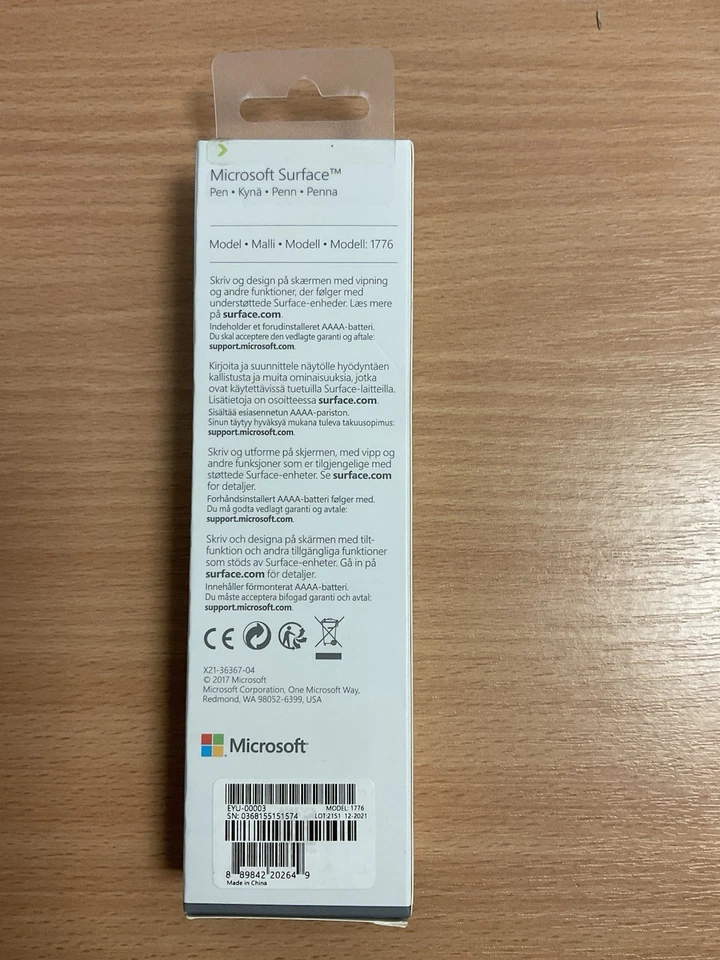 Microsoft Surface™
Pen • Kynä • Penn • Penna
Model • Malli • Modell • Modell: 1776
Skriv og design på skærmen med vipning
og andre funktioner, der følger med
understøttede Surface-enheder. Læs mere
på surface.com.
Indeholder et forudinstalleret AAAA-batteri.
Du skal acceptere den vedlagte garanti og aftale:
support.microsoft.com.
Kirjoita ja suunnittele näytölle hyödyntäen
kallistusta ja muita ominaisuuksia, jotka
ovat käytettävissä tuetuilla Surface-laitteilla.
Lisätietoja on osoitteessa surface.com.
Sisältää esiasennetun AAAA-pariston.
Sinun täytyy hyväksyä mukana tuleva takuusopimus:
support.microsoft.com.
Skriv og utforme på skjermen, med vipp og
andre funksjoner som er tilgjengelige med
støttede Surface-enheter. Se surface.com
for detaljer.
Forhåndsinstallert AAAA-batteri følger med.
Du må godta vedlagt garanti og avtale:
support.microsoft.com.
Skriv och designa på skärmen med tilt-
funktion och andra tillgängliga funktioner
som stöds av Surface-enheter. Gå in på
surface.com för detaljer.
Innehåller förmonterat AAAA-batteri.
Du måste acceptera bifogad garanti och avtal:
support.microsoft.com.
CE
X21-36367-04
© 2017 Microsoft
Microsoft Corporation, One Microsoft Way,
Redmond, WA 98052-6399, USA
Microsoft
EYU-00003 MODEL: 1776
SN: 036815515157​4 LOT:2151 12-2021
8 89842 20264 9
Made in China